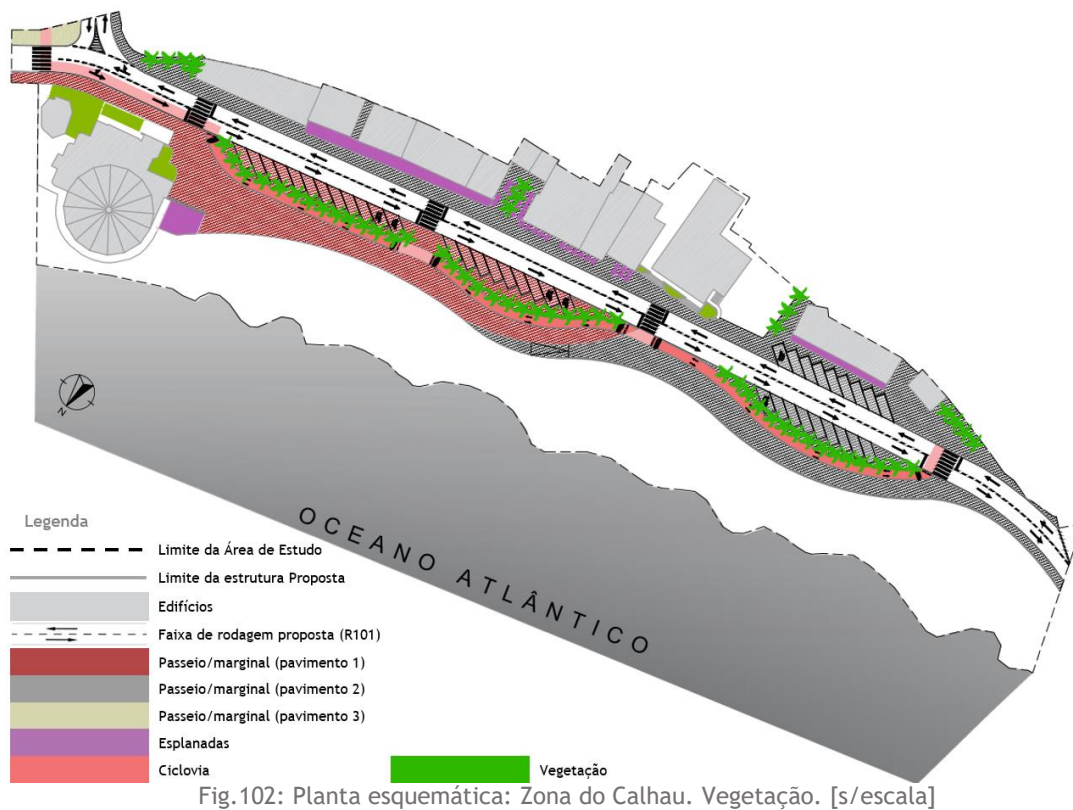 N
OCEANO ATLÂNTICO
Legenda
Limite da Área de Estudo
Limite da estrutura Proposta
Edifícios
Faixa de rodagem proposta (R101)
Passeio/marginal (pavimento 1)
Passeio/marginal (pavimento 2)
Passeio/marginal (pavimento 3)
Esplanadas
Ciclovia
Vegetação
Fig.102: Planta esquemática: Zona do Calhau. Vegetação. [s/escala]